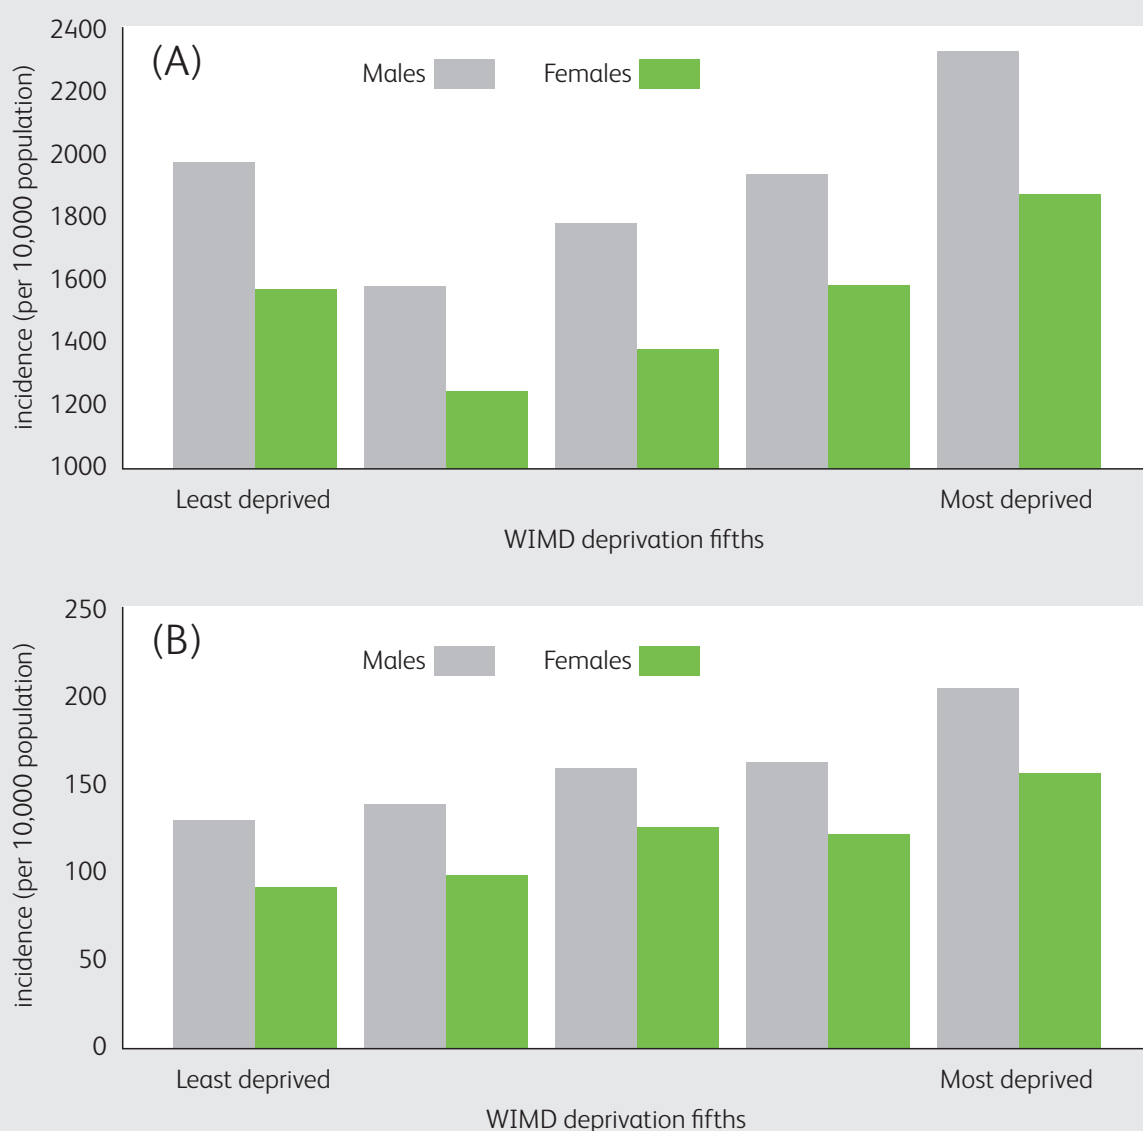 (A)
Males
Females
incidence (per 10,000 population)
2400
2200
2000
1800
1600
1400
1200
1000
Least deprived
Most deprived
WIMD deprivation fifths
(B)
Males
Females
incidence (per 10,000 population)
250
200
150
100
50
0
Least deprived
Most deprived
WIMD deprivation fifths